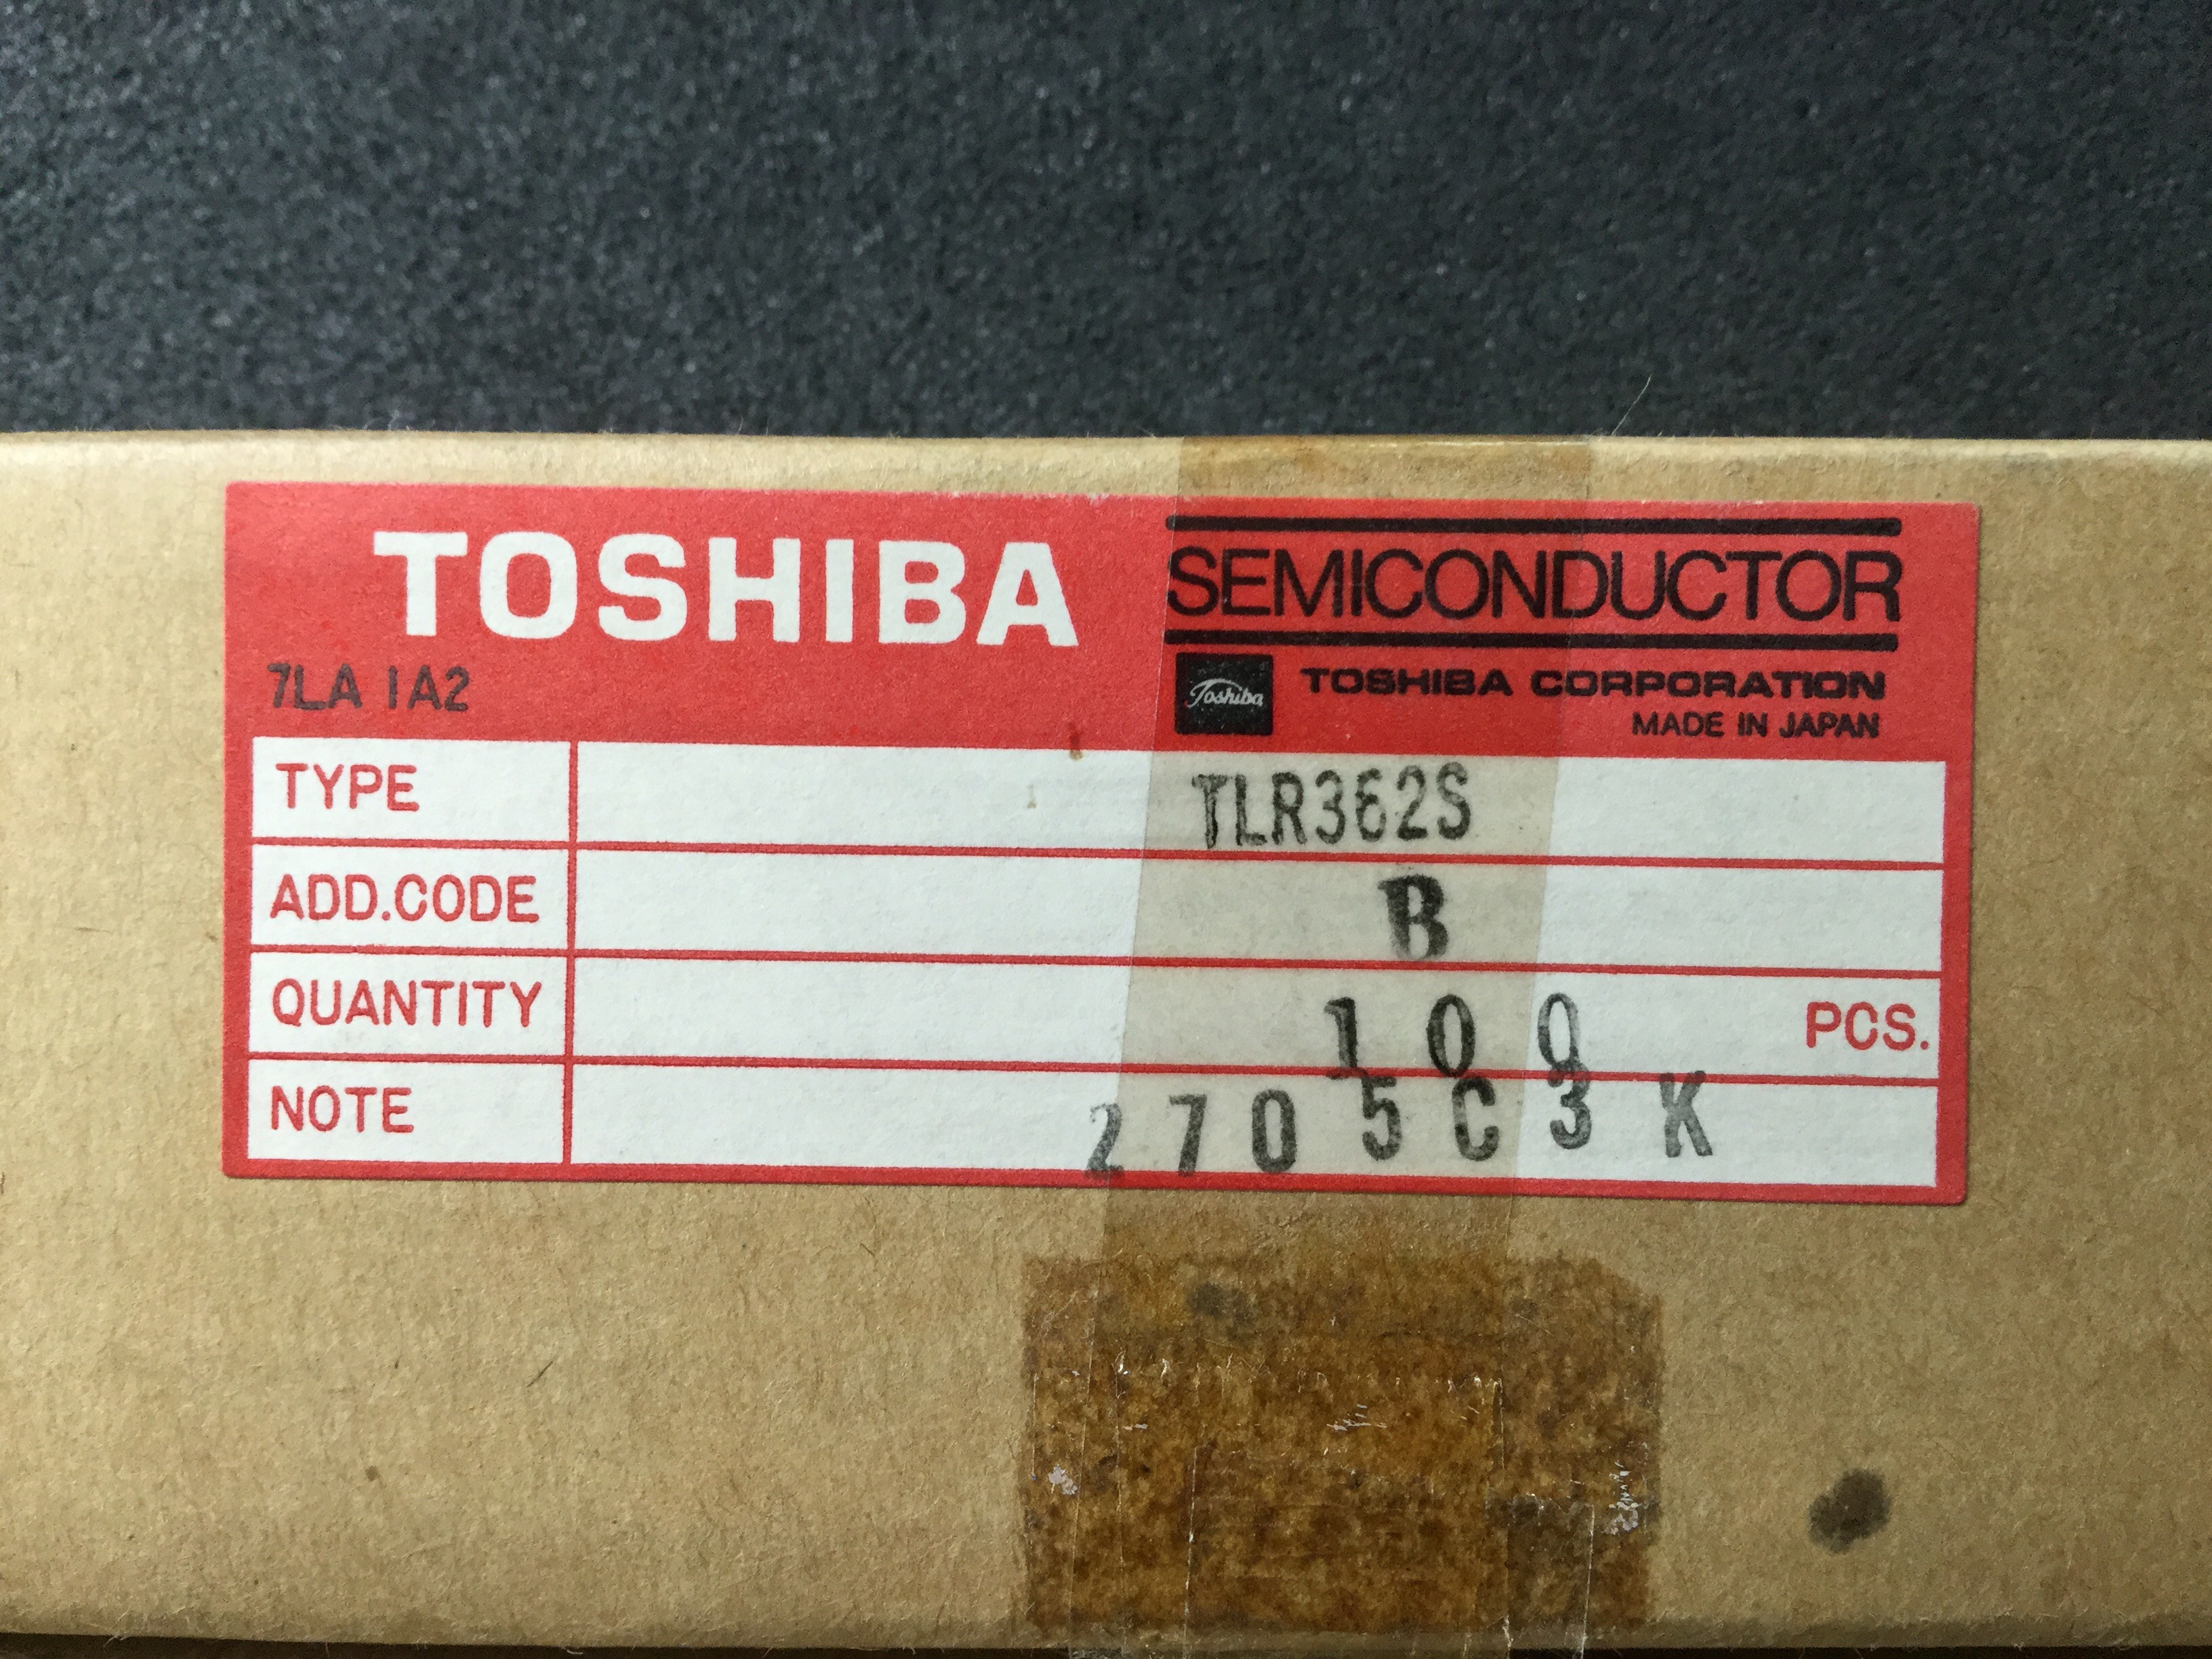 TOSHIBA
SEMICONDUCTOR
Toshiba TOSHIBA CORPORATION
MADE IN JAPAN
7LA 1A2
TYPE TLR362S
ADD.CODE B
QUANTITY 100 PCS.
NOTE 2705C3K